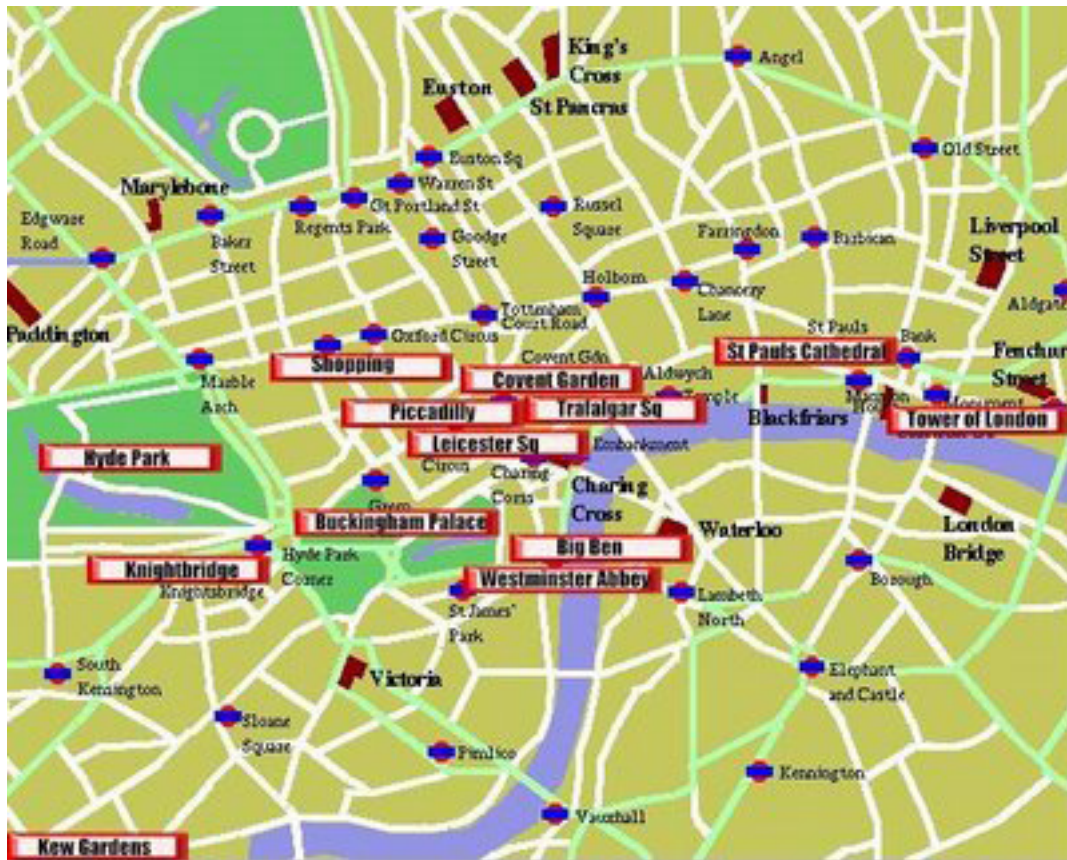 King's
Cross
Euston
St Pancras
Angel
Old Street
Euston Sq
Warren St
Marylebone
Gt Portland St
Regents Park
Russel
Square
Edgware
Road
Baker
Street
Goodge
Street
Farringdon
Barbican
Liverpool
Street
Holborn
Chancery
Lane
Aldgate
Paddington
Tottenham
Court Road
Oxford Circus
St Pauls
Bank
Shopping
Covent Gdn
St Pauls Cathedral
Fenchur
Street
Marble
Arch
Covent Garden
Aldwych
Temple
Mansion
Monument
Piccadilly
Trafalgar Sq
Blackfriars
Tower of London
Hyde Park
Leicester Sq
Embankment
Circus
Charing
Charing
Cross
Green
Buckingham Palace
Waterloo
London
Bridge
Big Ben
Hyde Park
Corner
Knightbridge
Knightsbridge
Westminster Abbey
Borough
St James'
Park
Lambeth
North
South
Kensington
Victoria
Elephant
and Castle
Sloane
Square
Pimlico
Kennington
Vauxhall
Kew Gardens